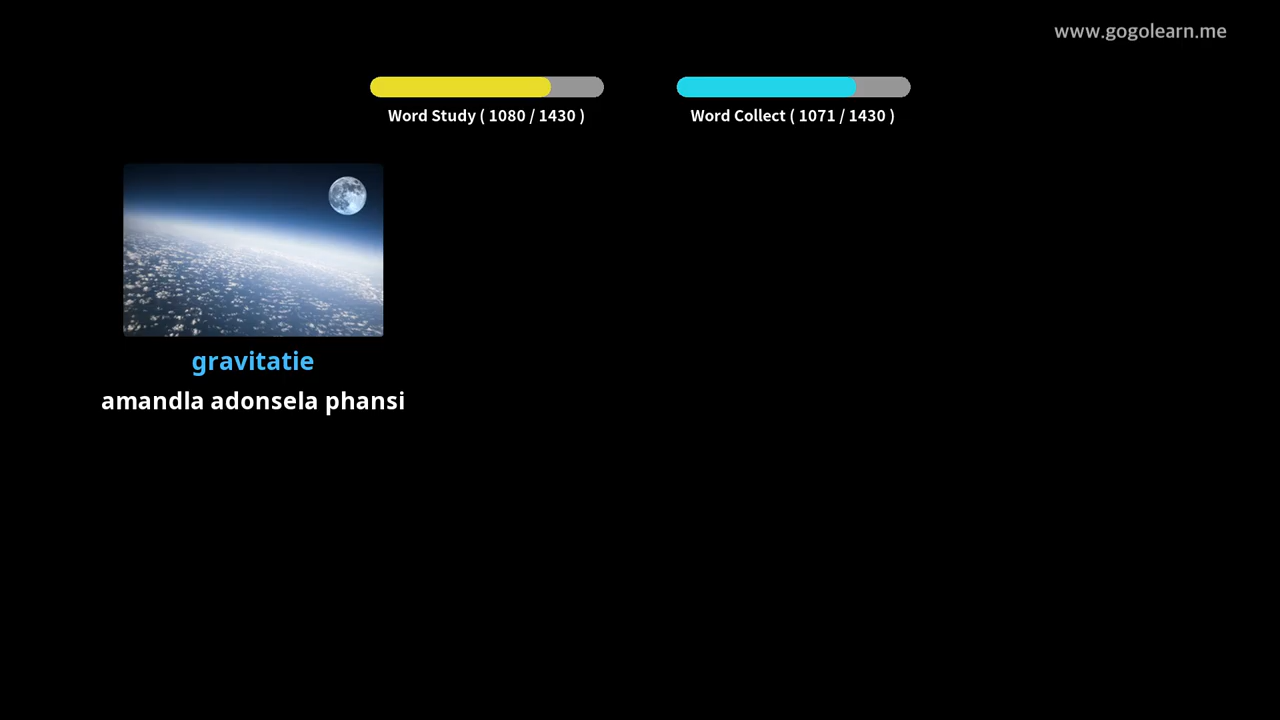 www.gogolearn.me
Word Study ( 1080 / 1430 )
Word Collect ( 1071 / 1430 )
gravitatie
amandla adonsela phansi